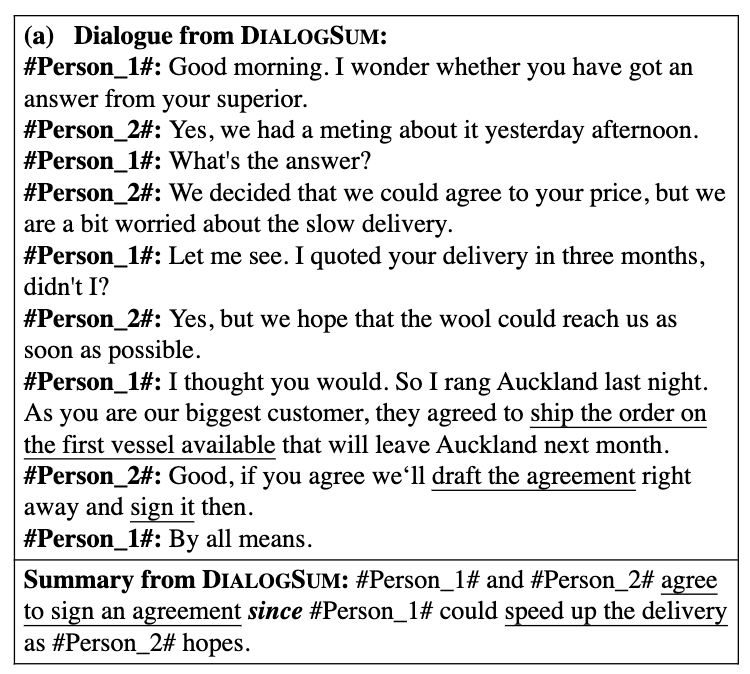 (a) Dialogue from DIALOGSUM:
#Person_1#: Good morning. I wonder whether you have got an
answer from your superior.
#Person_2#: Yes, we had a meting about it yesterday afternoon.
#Person_1#: What's the answer?
#Person_2#: We decided that we could agree to your price, but we
are a bit worried about the slow delivery.
#Person_1#: Let me see. I quoted your delivery in three months,
didn't I?
#Person_2#: Yes, but we hope that the wool could reach us as
soon as possible.
#Person_1#: I thought you would. So I rang Auckland last night.
As you are our biggest customer, they agreed to ship the order on
the first vessel available that will leave Auckland next month.
#Person_2#: Good, if you agree we‘ll draft the agreement right
away and sign it then.
#Person_1#: By all means.
Summary from DIALOGSUM: #Person_1# and #Person_2# agree
to sign an agreement since #Person_1# could speed up the delivery
as #Person_2# hopes.